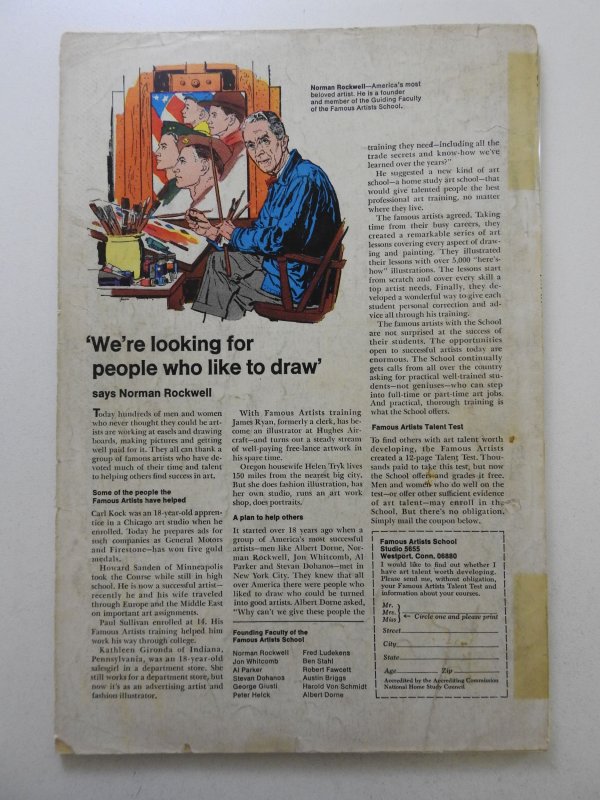 Norman Rockwell—America's most
beloved artist. He is a founder
and member of the Guiding Faculty
of the Famous Artists School.
'We're looking for
people who like to draw'
says Norman Rockwell
Today hundreds of men and women
who never thought they could be art-
ists are working at easels and drawing
boards, making pictures and getting
well paid for it. They all can thank a
group of famous artists who have de-
voted much of their time and talent
to helping others find success in art.
Some of the people the
Famous Artists have helped
Carl Kock was an 18-year-old appren-
tice in a Chicago art studio when he
enrolled. Today he prepares ads for
such companies as General Motors
and Firestone—has won five gold
medals.
Howard Sanden of Minneapolis
took the Course while still in high
school. He is now a successful artist—
recently he and his wife traveled
through Europe and the Middle East
on important art assignments.
Paul Sullivan enrolled at 14. His
Famous Artists training helped him
work his way through college.
Kathleen Gironda of Indiana,
Pennsylvania, was an 18-year-old
salesgirl in a department store. She
still works for a department store, but
now it's as an advertising artist and
fashion illustrator.
With Famous Artists training
James Ryan, formerly a clerk, has be-
come an illustrator at Hughes Air-
craft—and turns out a steady stream
of well-paying free-lance artwork in
his spare time.
Oregon housewife Helen Tryk lives
150 miles from the nearest big city.
But she does fashion illustration, has
her own studio, runs an art work
shop, does portraits.
A plan to help others
It started over 18 years ago when a
group of America's most successful
artists—men like Albert Dorne, Nor-
man Rockwell, Jon Whitcomb, Al
Parker and Stevan Dohanos—met in
New York City. They knew that all
over America there were people who
liked to draw who could be turned
into good artists. Albert Dorne asked,
"Why can't we give these people the
Founding Faculty of the
Famous Artists School
Norman Rockwell
Jon Whitcomb
Al Parker
Stevan Dohanos
George Giusti
Peter Helck
Fred Ludekens
Ben Stahl
Robert Fawcett
Austin Briggs
Harold Von Schmidt
Albert Dorne
training they need—including all the
trade secrets and know-how we've
learned over the years?"
He suggested a new kind of art
school—a home study art school—that
would give talented people the best
professional art training, no matter
where they live.
The famous artists agreed. Taking
time from their busy careers, they
created a remarkable series of art
lessons covering every aspect of draw-
ing and painting. They illustrated
their lessons with over 5,000 "here's-
how" illustrations. The lessons start
from scratch and cover every skill a
top artist needs. Finally, they de-
veloped a wonderful way to give each
student personal correction and ad-
vice all through his training.
The famous artists with the School
are not surprised at the success of
their students. The opportunities
open to successful artists today are
enormous. The School continually
gets calls from all over the country
asking for practical well-trained stu-
dents—not geniuses—who can step
into full-time or part-time art jobs.
And practical, thorough training is
what the School offers.
Famous Artists Talent Test
To find others with art talent worth
developing, the Famous Artists
created a 12-page Talent Test. Thou-
sands paid to take this test, but now
the School offers and grades it free.
Men and women who do well on the
test—or offer other sufficient evidence
of art talent—may enroll in the
School. But there's no obligation.
Simply mail the coupon below.
Famous Artists School
Studio 5655
Westport, Conn. 06880
I would like to find out whether I
have art talent worth developing.
Please send me, without obligation,
your Famous Artists Talent Test and
information about your courses.
Mr.
Mrs. ← Circle one and please print
Miss
Street
City
State
Age Zip
Accredited by the Accrediting Commission
National Home Study Council